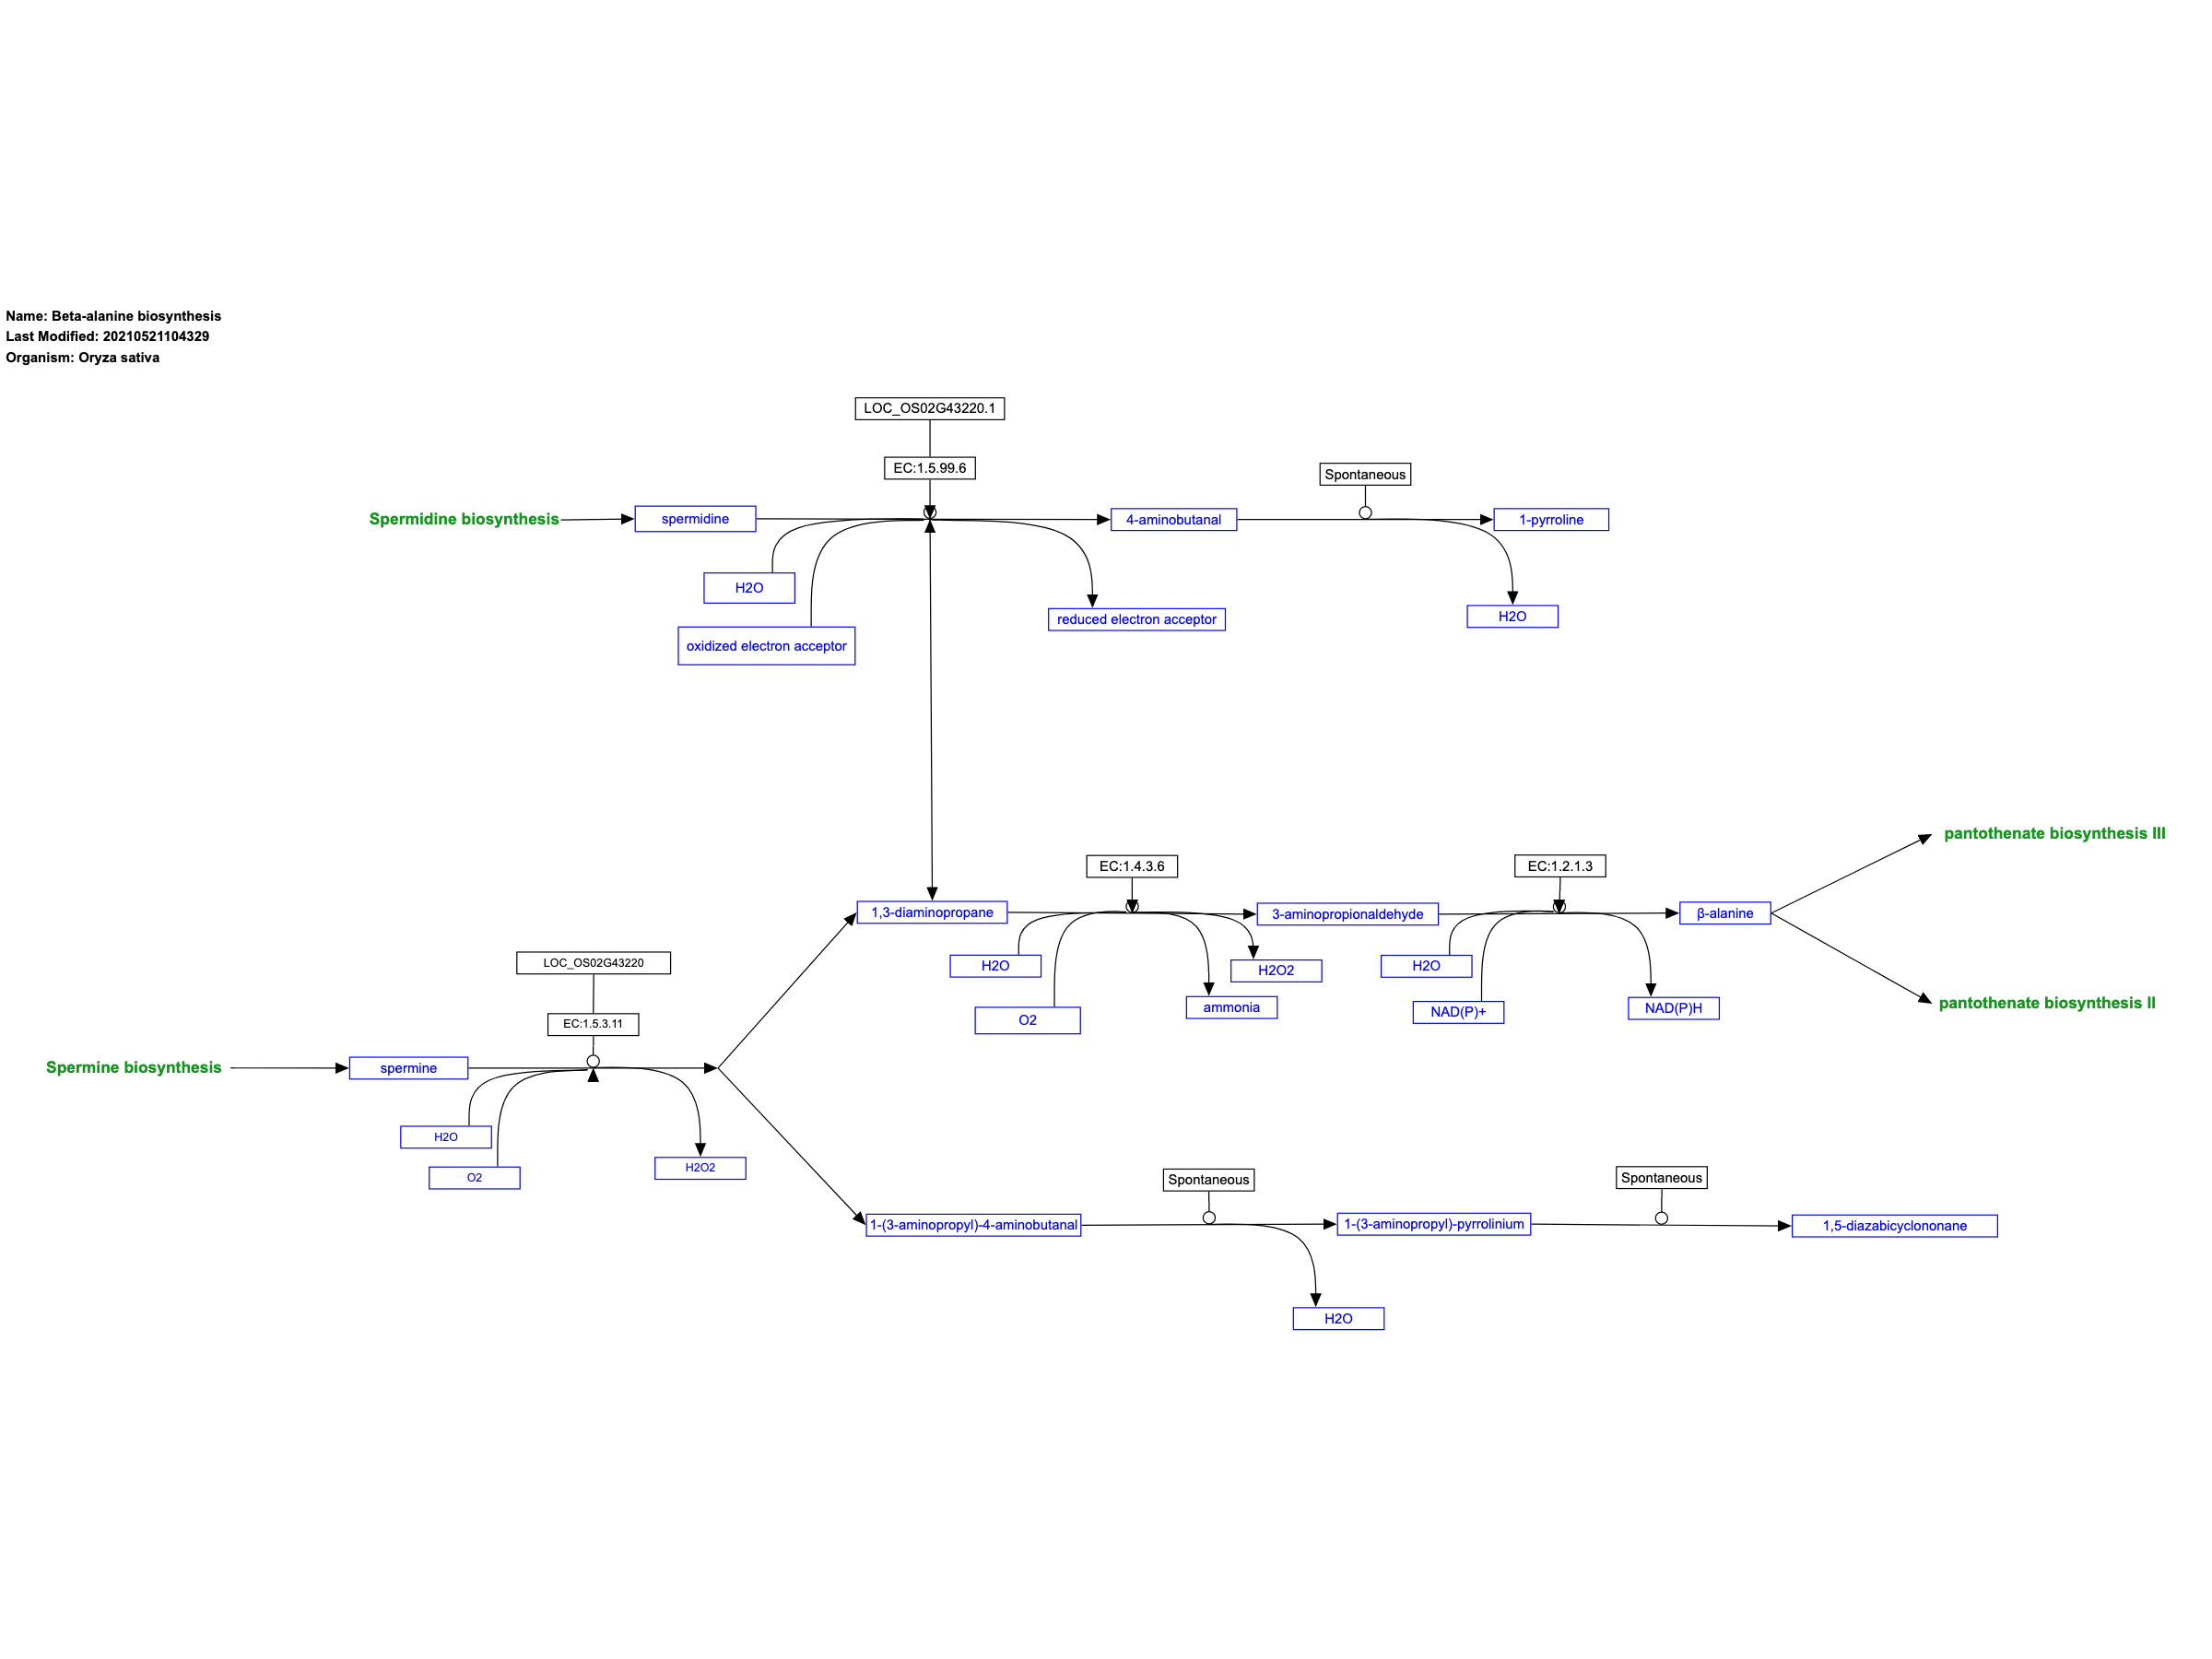 Name: Beta-alanine biosynthesis
Last Modified: 20210521104329
Organism: Oryza sativa
LOC_OS02G43220.1
EC:1.5.99.6
Spontaneous
Spermidine biosynthesis
spermidine
4-aminobutanal
1-pyrroline
H2O
reduced electron acceptor
H2O
oxidized electron acceptor
pantothenate biosynthesis III
EC:1.4.3.6
EC:1.2.1.3
1,3-diaminopropane
3-aminopropionaldehyde
β-alanine
LOC_OS02G43220
H2O
H2O2
H2O
ammonia
O2
NAD(P)+
NAD(P)H
pantothenate biosynthesis II
EC:1.5.3.11
Spermine biosynthesis
spermine
H2O
O2
H2O2
Spontaneous
Spontaneous
1-(3-aminopropyl)-4-aminobutanal
1-(3-aminopropyl)-pyrrolinium
1,5-diazabicyclononane
H2O